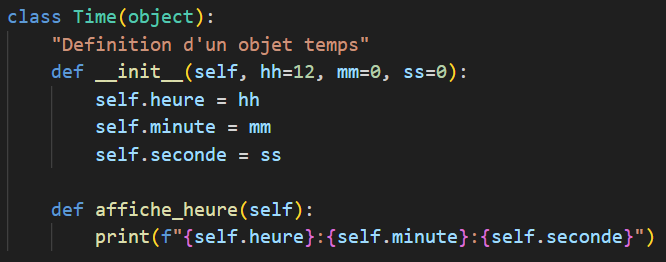 class Time(object):
    "Definition d'un objet temps"
    def __init__(self, hh=12, mm=0, ss=0):
        self.heure = hh
        self.minute = mm
        self.seconde = ss

    def affiche_heure(self):
        print(f"{self.heure}:{self.minute}:{self.seconde}")